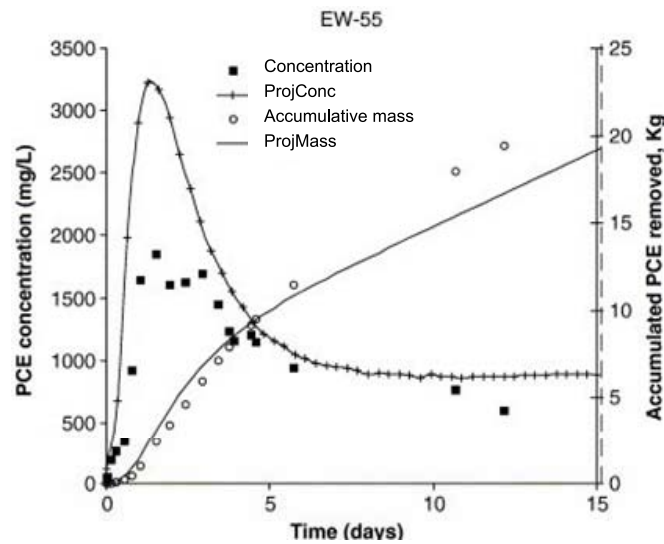 EW-55
3500
3000
2500
2000
1500
1000
500
0
PCE concentration (mg/L)
Concentration
ProjConc
Accumulative mass
ProjMass
25
20
15
10
5
0
Accumulated PCE removed, Kg
0
5
10
15
Time (days)